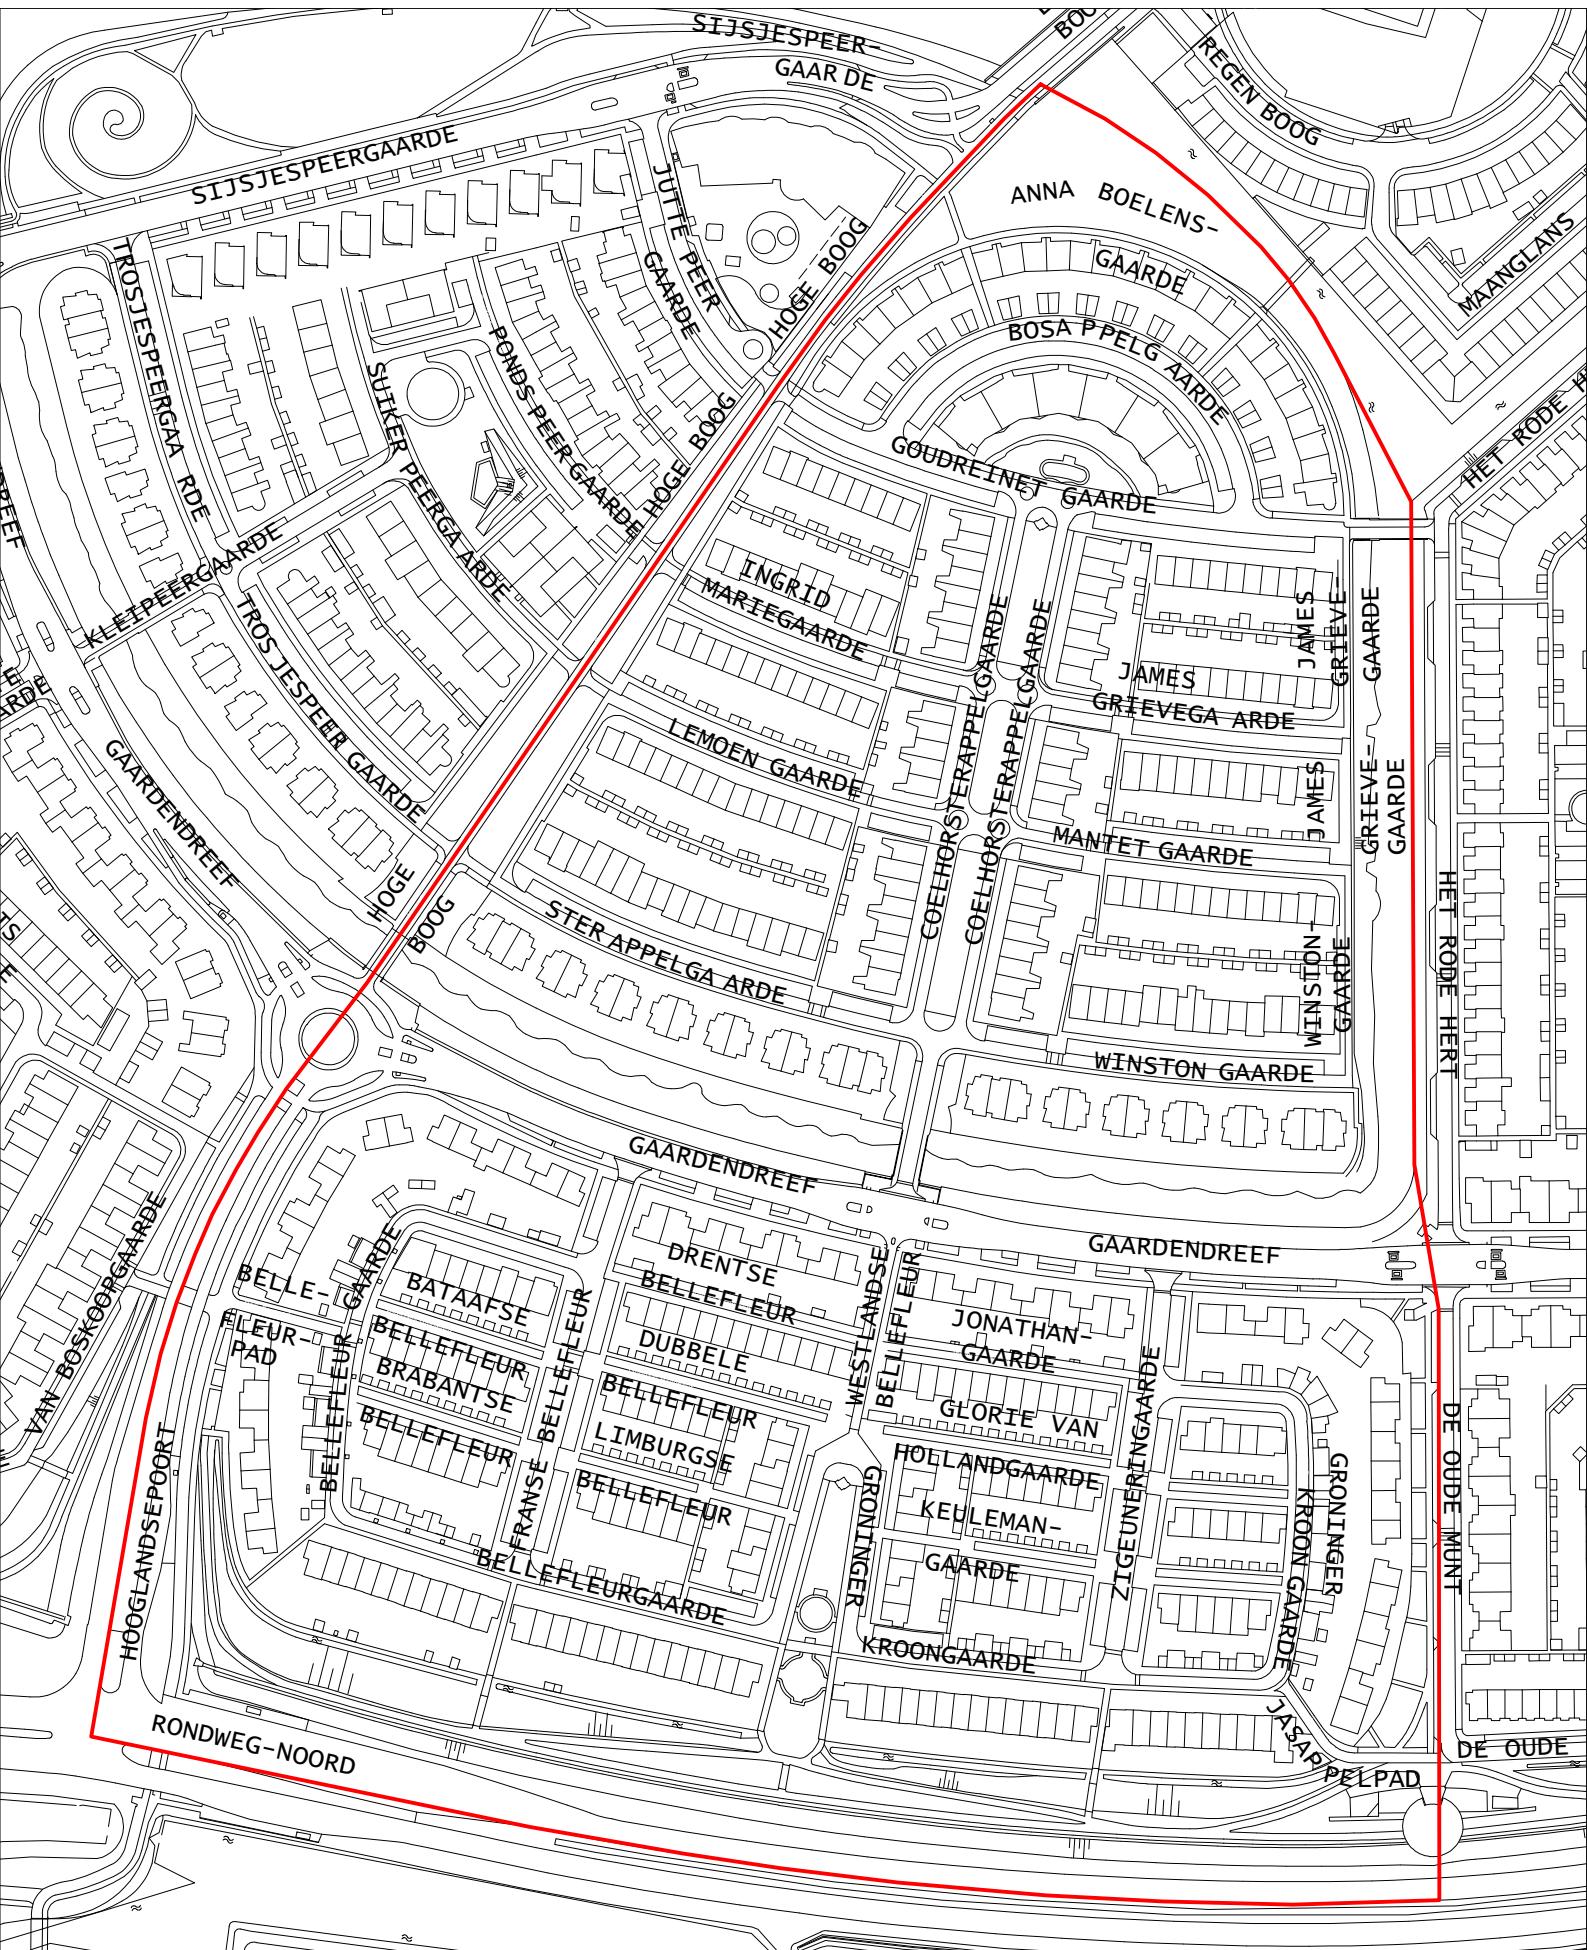 SIJSJESPEER-
GAAR DE
BOO
REGEN BOOG
SIJSJESPEERGAARDE
JUTTE PEER
GAARDE
HOGE BOOG
ANNA BOELENS-
GAARDE
MAANGLANS
TROSJESPEERGAA RDE
BOSA PPELG AARDE
PONDS PEER GAARDE
SUIKER PEERGA ARDE
HOGE BOOG
GOUDREINET GAARDE
HET RODE H
DREEF
KLEIPEERGAARDE
INGRID
MARIEGAARDE
TROS JESPEER GAARDE
COELHORSTERAPPELGAARDE
COELHORSTERAPPELGAARDE
JAMES
GRIEVE-
GAARDE
JAMES
GRIEVEGA ARDE
E
ARDE
LEMOEN GAARDE
GAARDENDREEF
JAMES
GRIEVE-
GAARDE
MANTET GAARDE
HOGE
BOOG
TS
E
STER APPELGA ARDE
WINSTON-
GAARDE
HET RODE HERT
WINSTON GAARDE
GAARDENDREEF
GAARDENDREEF
VAN BOSKOOPGAARDE
BELLE-
FLEUR-
PAD
BELLEFLEUR GAARDE
BATAAFSE
BELLEFLEUR
BRABANTSE
BELLEFLEUR
FRANSE BELLEFLEUR
DRENTSE
BELLEFLEUR
DUBBELE
BELLEFLEUR
LIMBURGSE
BELLEFLEUR
WESTLANDSE
BELLEFLEUR
JONATHAN-
GAARDE
GLORIE VAN
HOLLANDGAARDE
KEULEMAN-
GAARDE
ZIGEUNERINGAARDE
GRONINGER
KROON GAARDE
GRONINGER
DE OUDE MUNT
HOOGLANDSEPOORT
BELLEFLEURGAARDE
KROONGAARDE
JASAPPELPAD
DE OUDE
RONDWEG-NOORD